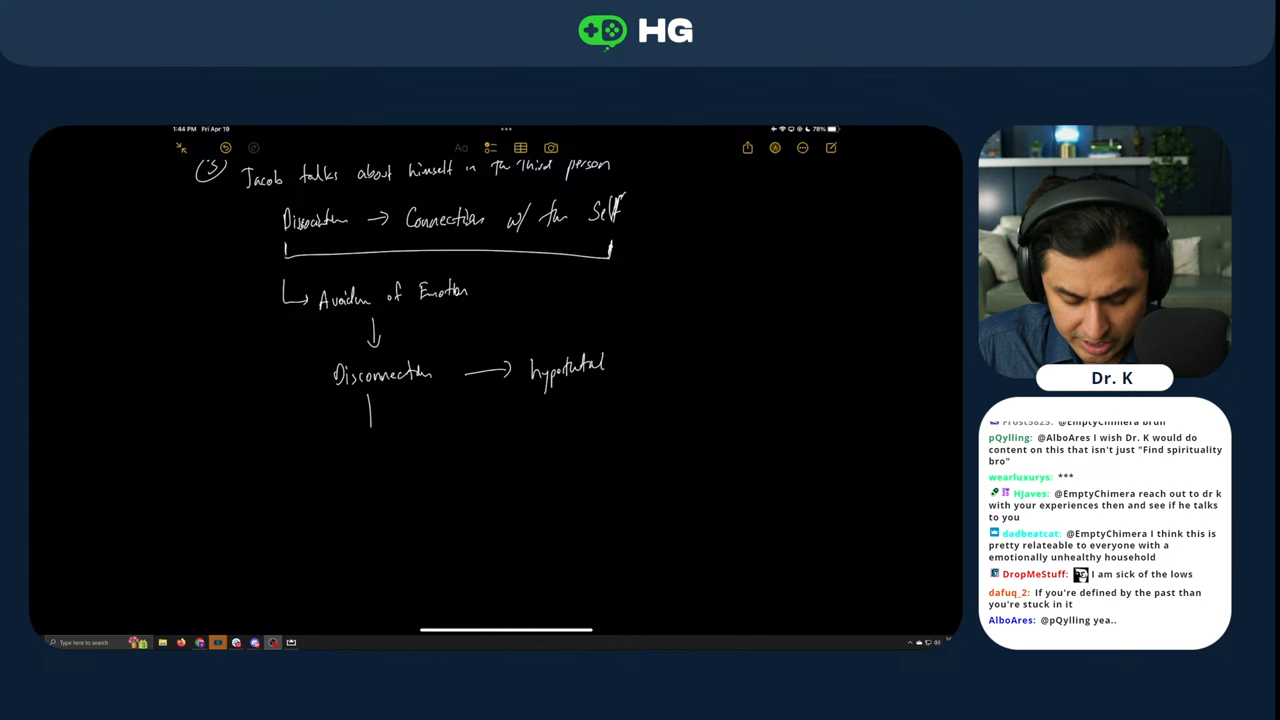 HG
1:44 PM Fri Apr 19
78%
Aa
(3) Jacob talks about himself in the third person
Dissociation → Connection w/ the Self
↳ Avoidance of Emotion
Disconnection → hypothetical
Type here to search
Dr. K
Frost5825: @EmptyChimera bruh
pQylling: @AlboAres I wish Dr. K would do
content on this that isn't just "Find spirituality
bro"
wearluxurys: ***
HJaves: @EmptyChimera reach out to dr k
with your experiences then and see if he talks
to you
dadbeatcat: @EmptyChimera I think this is
pretty relateable to everyone with a
emotionally unhealthy household
DropMeStuff: I am sick of the lows
dafuq_2: If you're defined by the past than
you're stuck in it
AlboAres: @pQylling yea..